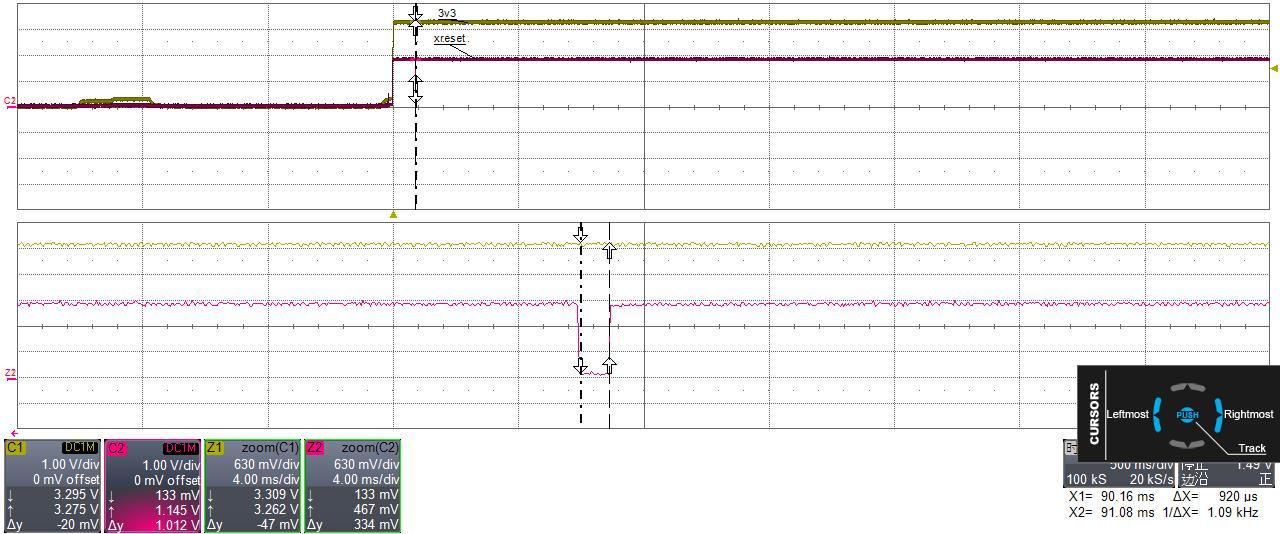 3v3
xreset
C2
Z2
CURSORS
Leftmost
PUSH
Rightmost
Track
C1 DC1M
1.00 V/div
0 mV offset
↓ 3.295 V
↑ 3.275 V
Δy -20 mV
C2 DC1M
1.00 V/div
0 mV offset
↓ 133 mV
↑ 1.145 V
Δy 1.012 V
Z1 zoom(C1)
630 mV/div
4.00 ms/div
↓ 3.309 V
↑ 3.262 V
Δy -47 mV
Z2 zoom(C2)
630 mV/div
4.00 ms/div
↓ 133 mV
↑ 467 mV
Δy 334 mV
500 ms/div
100 kS 20 kS/s
停止 1.49 V
边沿 正
X1= 90.16 ms ΔX= 920 µs
X2= 91.08 ms 1/ΔX= 1.09 kHz